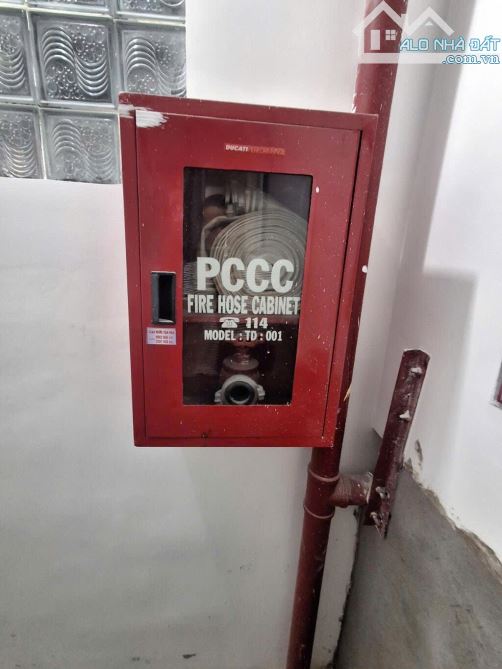 ALO NHÀ ĐẤT
.com.vn
DUCATI
PCCC
FIRE HOSE CABINET
☎ 114
MODEL : TD : 001